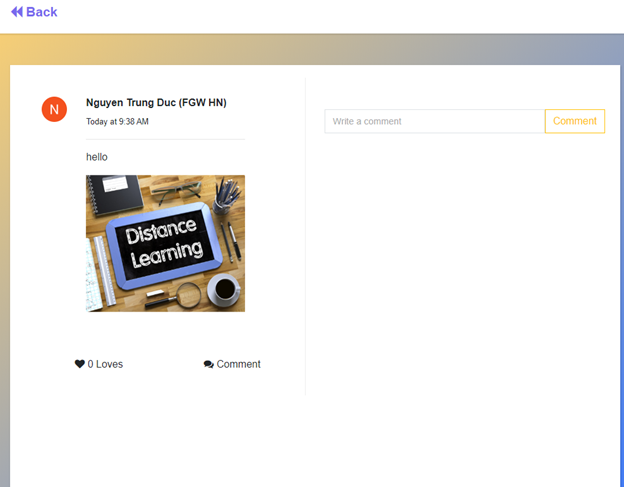 Back
N
Nguyen Trung Duc (FGW HN)
Today at 9:38 AM
hello
Distance
Learning
0 Loves
Comment
Write a comment
Comment